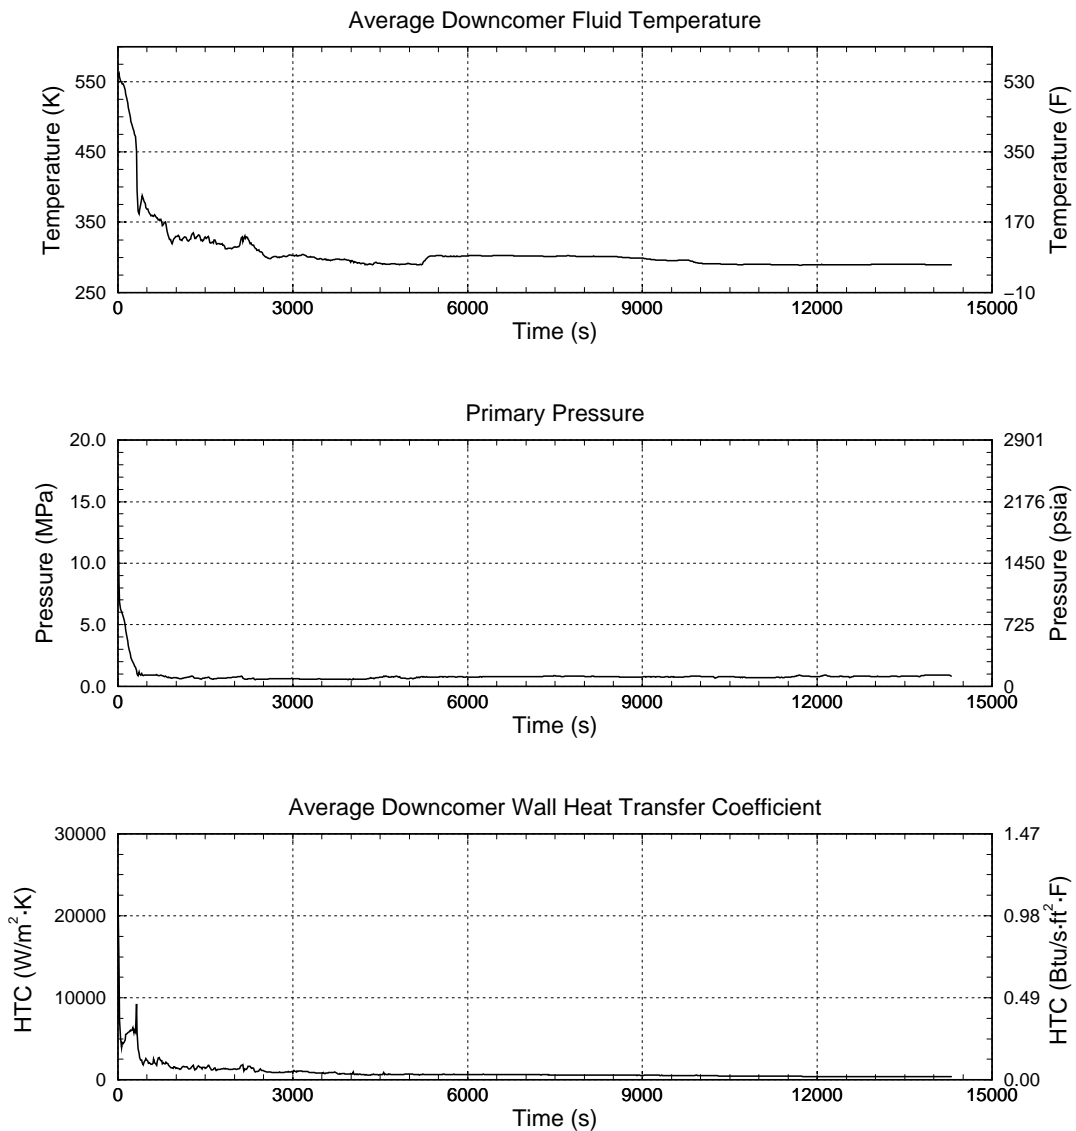 Average Downcomer Fluid Temperature
550
450
350
250
Temperature (K)
530
350
170
−10
Temperature (F)
0 3000 6000 9000 12000 15000
Time (s)
Primary Pressure
20.0
15.0
10.0
5.0
0.0
Pressure (MPa)
2901
2176
1450
725
0
Pressure (psia)
0 3000 6000 9000 12000 15000
Time (s)
Average Downcomer Wall Heat Transfer Coefficient
30000
20000
10000
0
HTC (W/m²·K)
1.47
0.98
0.49
0.00
HTC (Btu/s·ft²·F)
0 3000 6000 9000 12000 15000
Time (s)